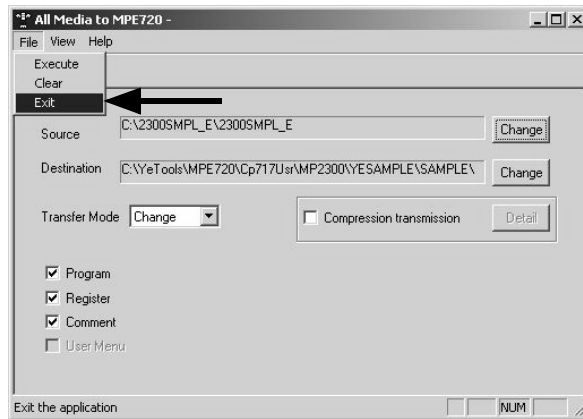 All Media to MPE720 -
File View Help
Execute
Clear
Exit
Source C:\2300SMPL_E\2300SMPL_E Change
Destination C:\YeTools\MPE720\Cp717Usr\MP2300\YESAMPLE\SAMPLE\ Change
Transfer Mode Change Compression transmission Detail
Program
Register
Comment
User Menu
Exit the application NUM